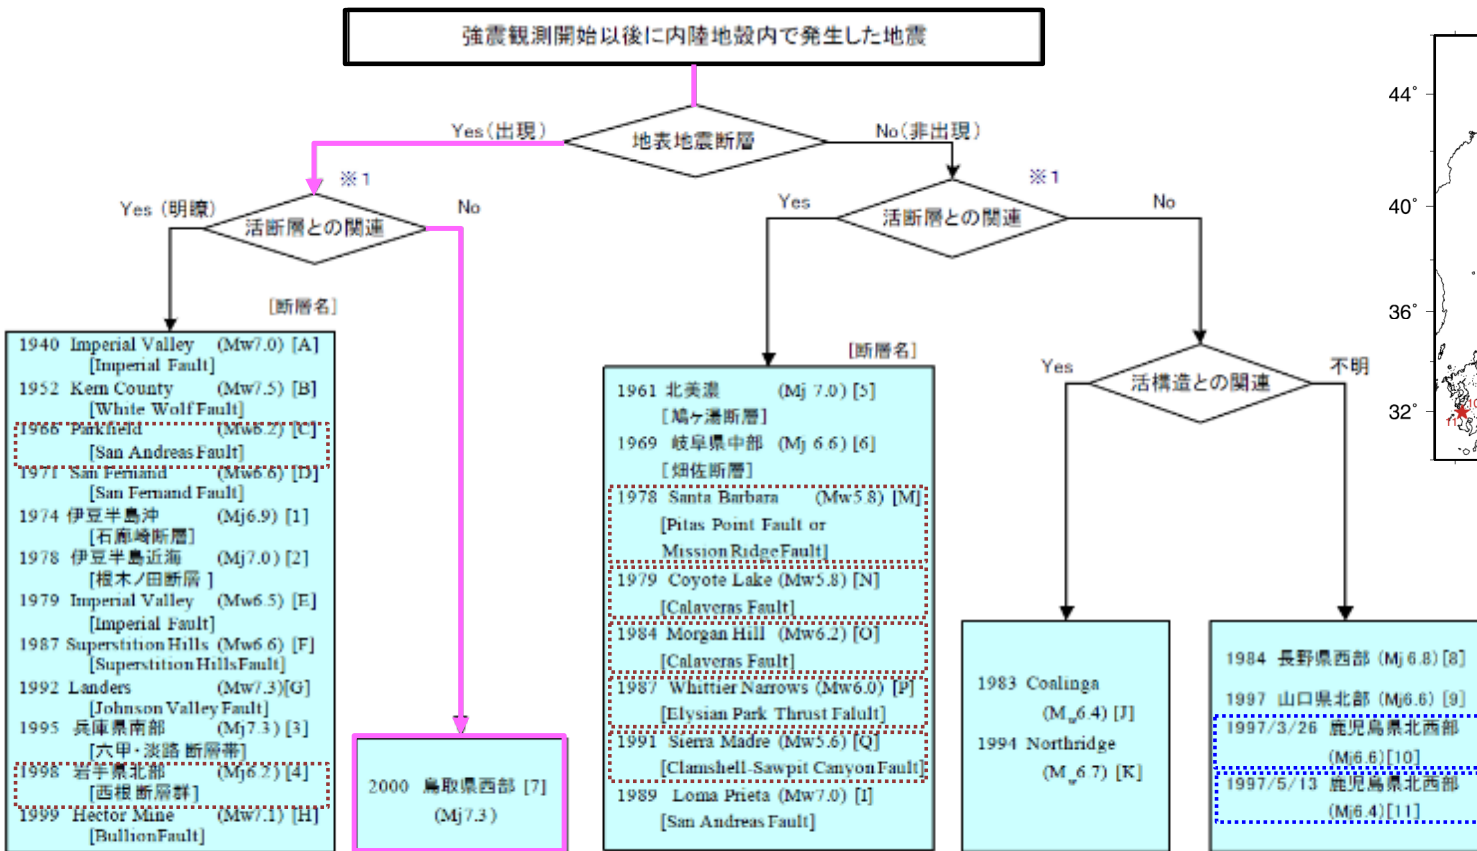 強震観測開始以後に内陸地殻内で発生した地震
地表地震断層
Yes(出現)
No(非出現)
※1
※1
Yes (明瞭)
活断層との関連
No
Yes
活断層との関連
No
[断層名]
1940 Imperial Valley (Mw7.0) [A]
[Imperial Fault]
1952 Kern County (Mw7.5) [B]
[White Wolf Fault]
1966 Parkfield (Mw6.2) [C]
[San Andreas Fault]
1971 San Fernand (Mw6.6) [D]
[San Fernand Fault]
1974 伊豆半島沖 (Mj6.9) [1]
[石廊崎断層]
1978 伊豆半島近海 (Mj7.0) [2]
[根木ノ田断層 ]
1979 Imperial Valley (Mw6.5) [E]
[Imperial Fault]
1987 Superstition Hills (Mw6.6) [F]
[Superstition Hills Fault]
1992 Landers (Mw7.3)[G]
[Johnson Valley Fault]
1995 兵庫県南部 (Mj7.3) [3]
[六甲・淡路 断層帯]
1998 岩手県北部 (Mj6.2) [4]
[西根 断層群]
1999 Hector Mine (Mw7.1) [H]
[Bullion Fault]
2000 鳥取県西部 [7]
(Mj7.3)
[断層名]
1961 北美濃 (Mj 7.0) [5]
[鳩ヶ湯断層]
1969 岐阜県中部 (Mj 6.6) [6]
[畑佐断層]
1978 Santa Barbara (Mw5.8) [M]
[Pitas Point Fault or
Mission Ridge Fault]
1979 Coyote Lake (Mw5.8) [N]
[Calaveras Fault]
1984 Morgan Hill (Mw6.2) [O]
[Calaveras Fault]
1987 Whittier Narrows (Mw6.0) [P]
[Elysian Park Thrust Falult]
1991 Sierra Madre (Mw5.6) [Q]
[Clamshell-Sawpit Canyon Fault]
1989 Loma Prieta (Mw7.0) [I]
[San Andreas Fault]
Yes
活構造との関連
不明
1983 Coalinga
(Mw6.4) [J]
1994 Northridge
(Mw6.7) [K]
1984 長野県西部 (Mj 6.8) [8]
1997 山口県北部 (Mj6.6) [9]
1997/3/26 鹿児島県北西部
(Mj6.6)[10]
1997/5/13 鹿児島県北西部
(Mj6.4)[11]
44°
40°
36°
32°
10
11